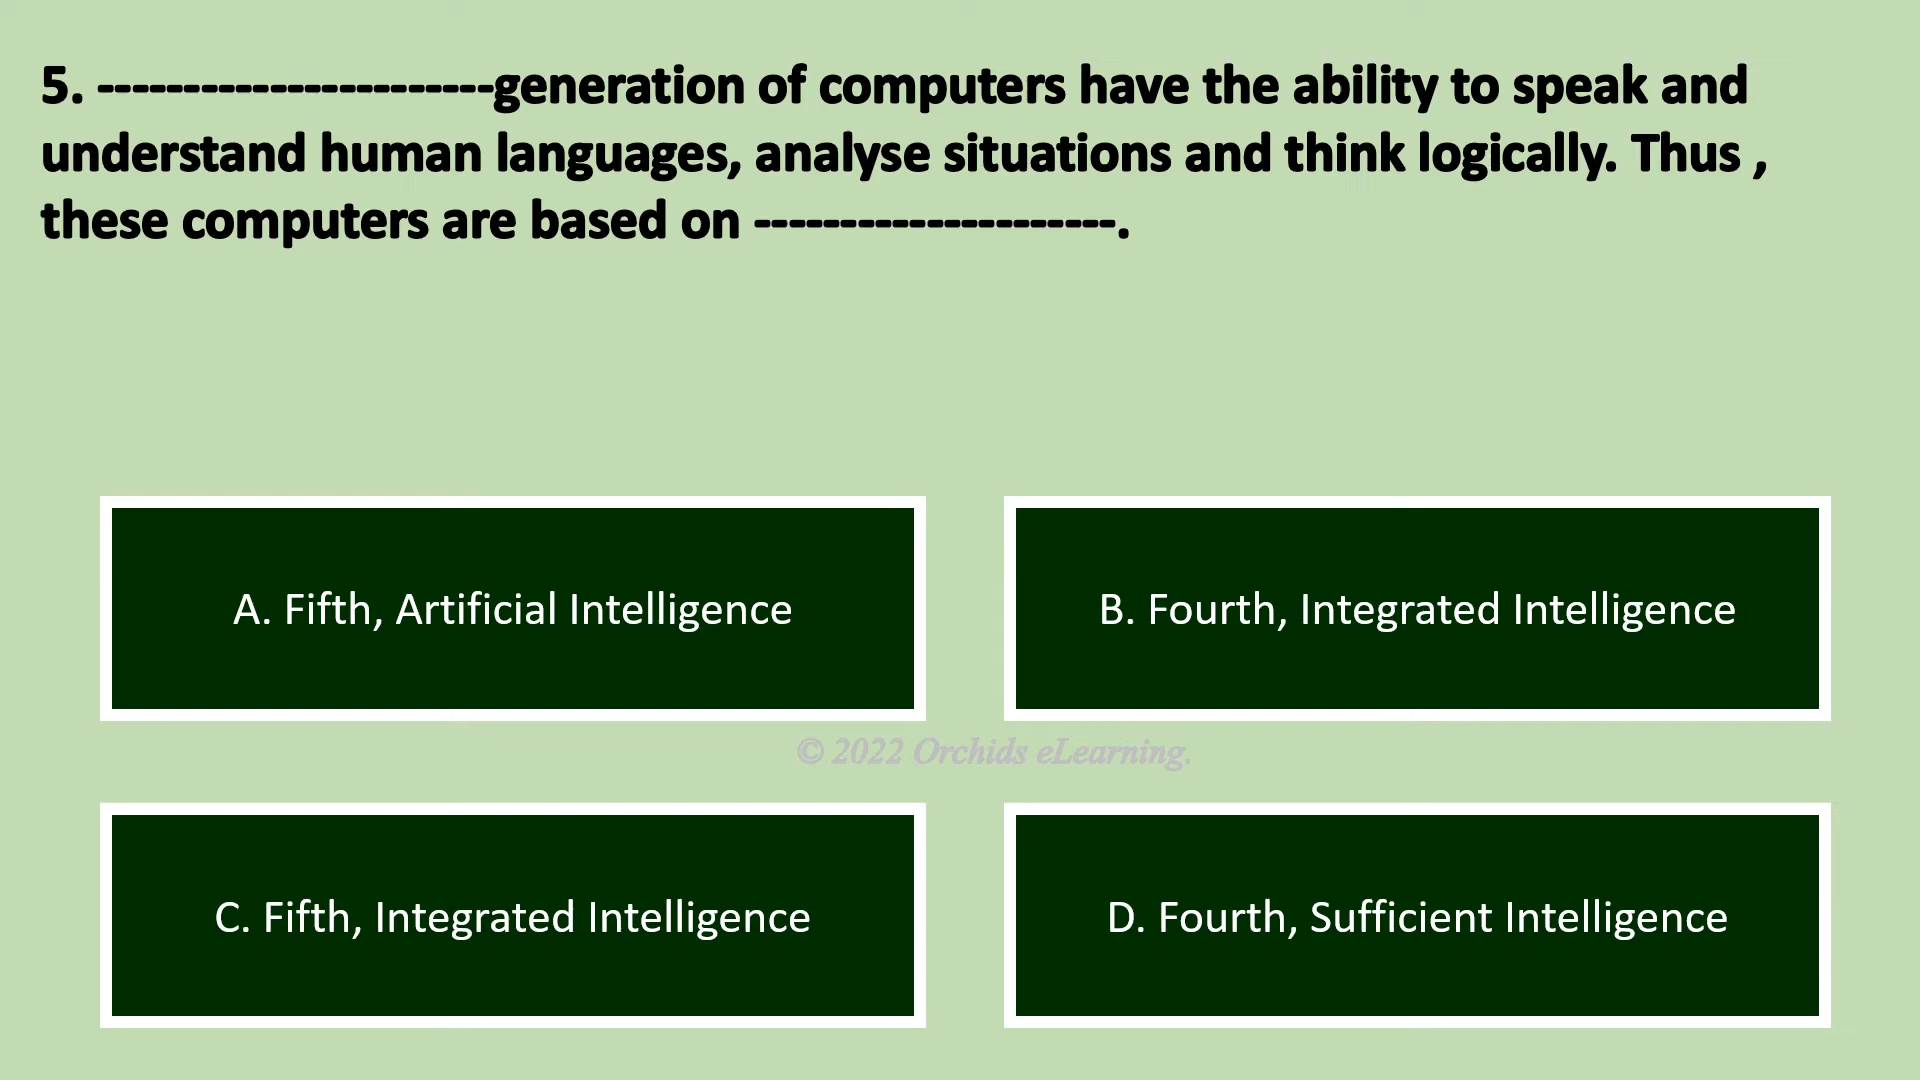 5. -----------------------generation of computers have the ability to speak and
understand human languages, analyse situations and think logically. Thus ,
these computers are based on ---------------------.
A. Fifth, Artificial Intelligence
B. Fourth, Integrated Intelligence
© 2022 Orchids eLearning.
C. Fifth, Integrated Intelligence
D. Fourth, Sufficient Intelligence